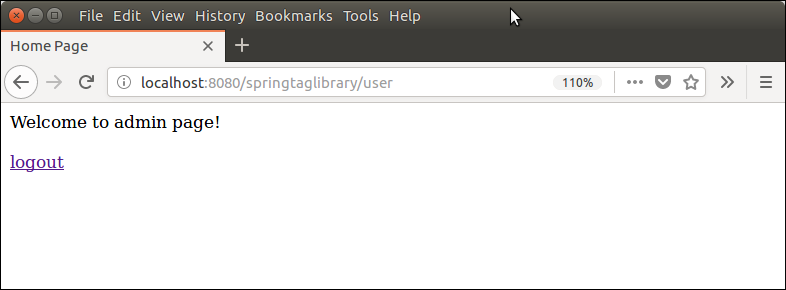 File Edit View History Bookmarks Tools Help
Home Page
localhost:8080/springtaglibrary/user 110%
Welcome to admin page!
logout